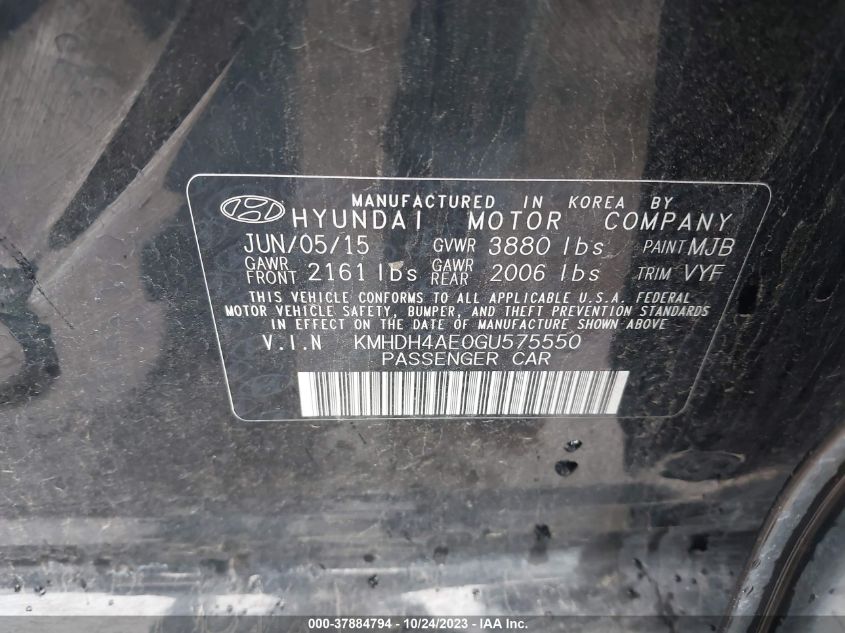 MANUFACTURED IN KOREA BY
HYUNDAI MOTOR COMPANY
JUN/05/15 GVWR 3880 lbs PAINT MJB
GAWR FRONT 2161 lbs GAWR REAR 2006 lbs TRIM VYF
THIS VEHICLE CONFORMS TO ALL APPLICABLE U.S.A. FEDERAL
MOTOR VEHICLE SAFETY, BUMPER, AND THEFT PREVENTION STANDARDS
IN EFFECT ON THE DATE OF MANUFACTURE SHOWN ABOVE
V.I.N KMHDH4AE0GU575550
PASSENGER CAR
000-37884794 - 10/24/2023 - IAA Inc.